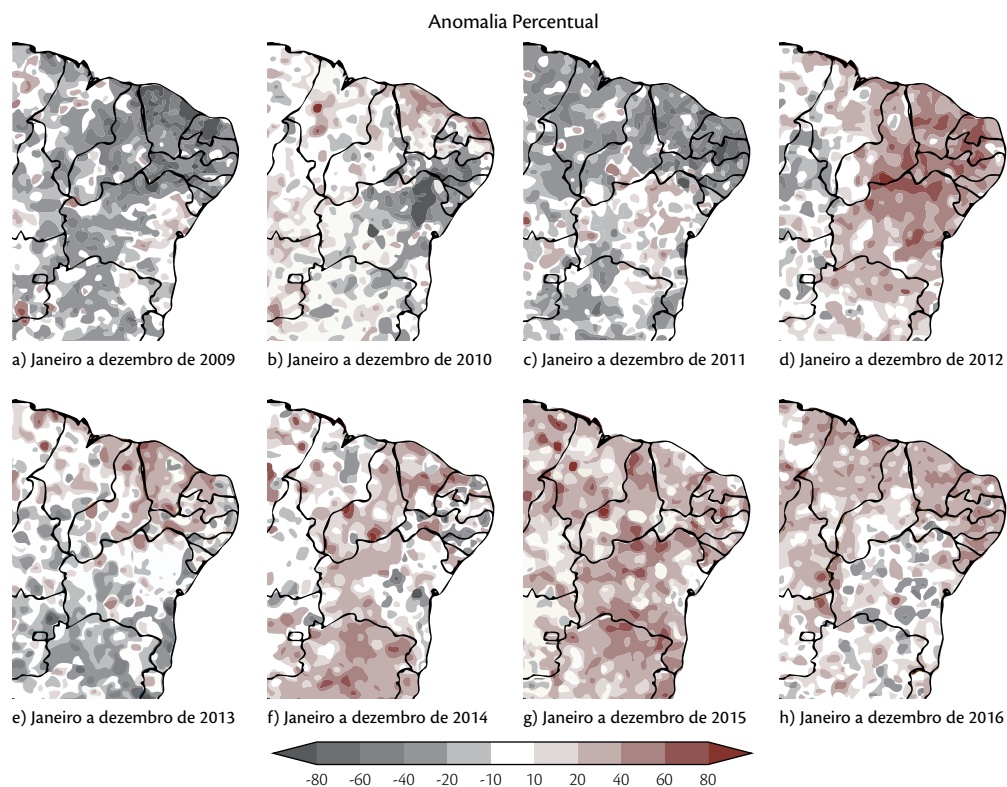 Anomalia Percentual
a) Janeiro a dezembro de 2009
b) Janeiro a dezembro de 2010
c) Janeiro a dezembro de 2011
d) Janeiro a dezembro de 2012
e) Janeiro a dezembro de 2013
f) Janeiro a dezembro de 2014
g) Janeiro a dezembro de 2015
h) Janeiro a dezembro de 2016
-80 -60 -40 -20 -10 10 20 40 60 80